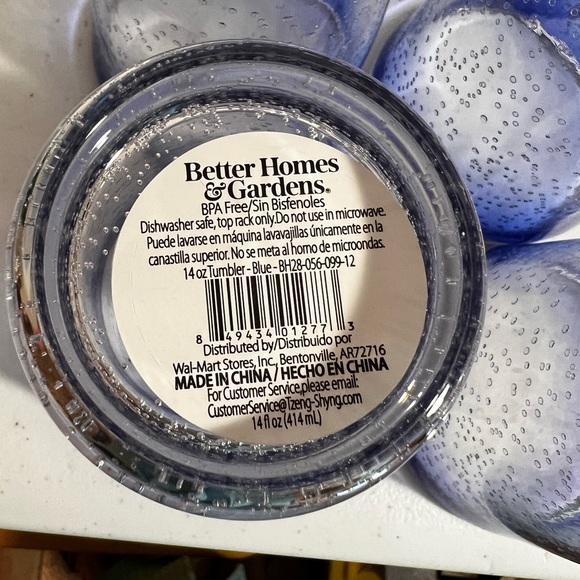 Better Homes
& Gardens®
BPA Free/Sin Bisfenoles
Dishwasher safe, top rack only.Do not use in microwave.
Puede lavarse en máquina lavavajillas únicamente en la
canastilla superior. No se meta al horno de microondas.
14 oz Tumbler - Blue - BH28-056-099-12
8 49434 01277 3
Distributed by/Distribuido por
Wal-Mart Stores, Inc., Bentonville, AR72716
MADE IN CHINA / HECHO EN CHINA
For Customer Service,please email:
CustomerService@Tzeng-Shyng.com
14 fl oz (414 mL)